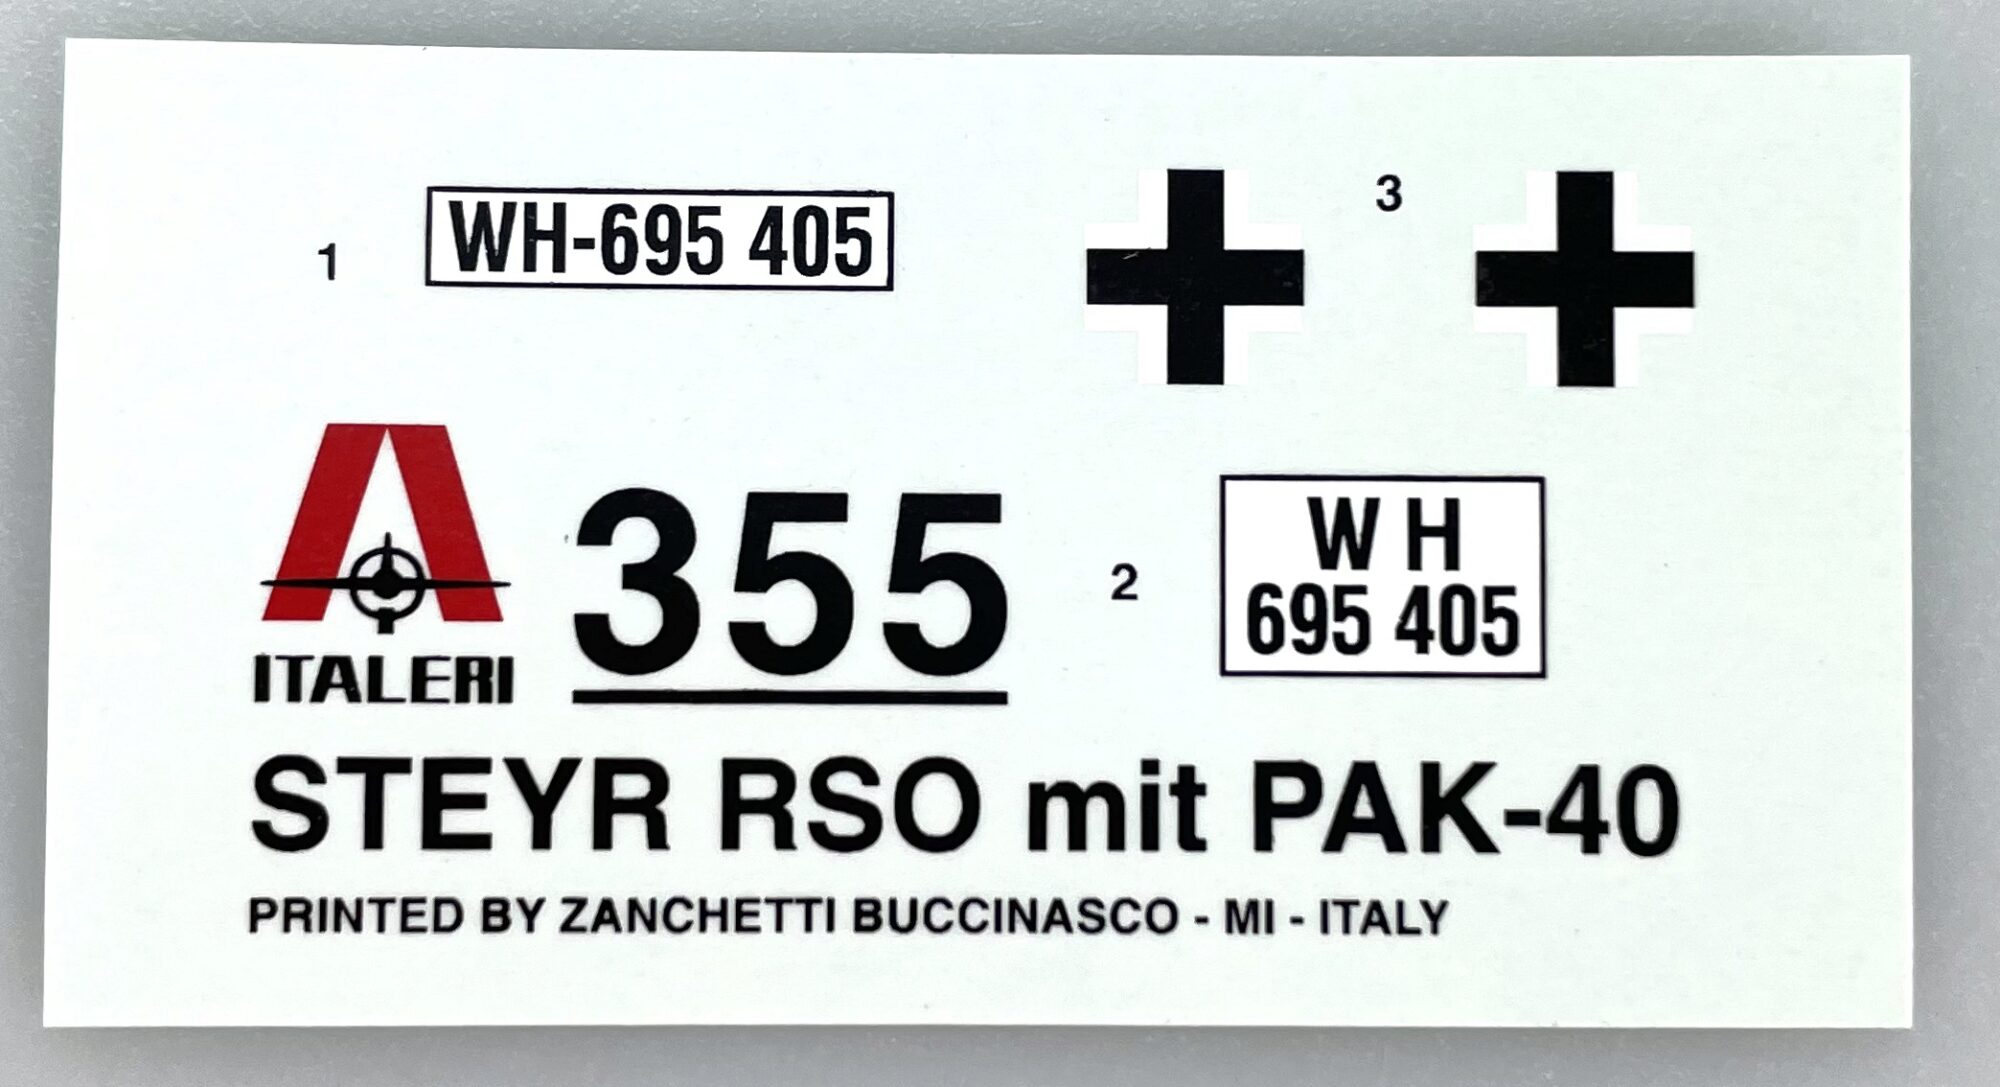 1
WH-695 405
3
ITALERI
355
2
W H
695 405
STEYR RSO mit PAK-40
PRINTED BY ZANCHETTI BUCCINASCO - MI - ITALY